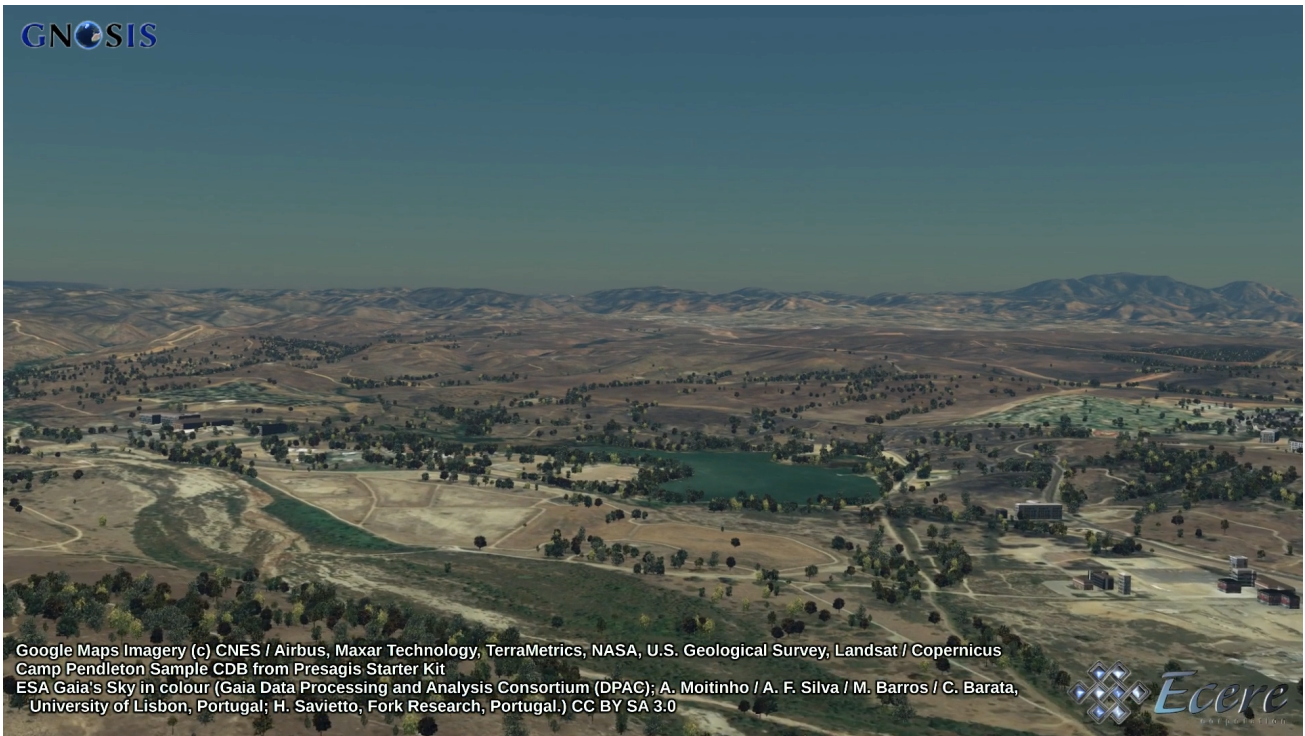 GNOSIS
Google Maps Imagery (c) CNES / Airbus, Maxar Technology, TerraMetrics, NASA, U.S. Geological Survey, Landsat / Copernicus
Camp Pendleton Sample CDB from Presagis Starter Kit
ESA Gaia's Sky in colour (Gaia Data Processing and Analysis Consortium (DPAC); A. Moitinho / A. F. Silva / M. Barros / C. Barata,
University of Lisbon, Portugal; H. Savietto, Fork Research, Portugal.) CC BY SA 3.0
Ecere
corporation